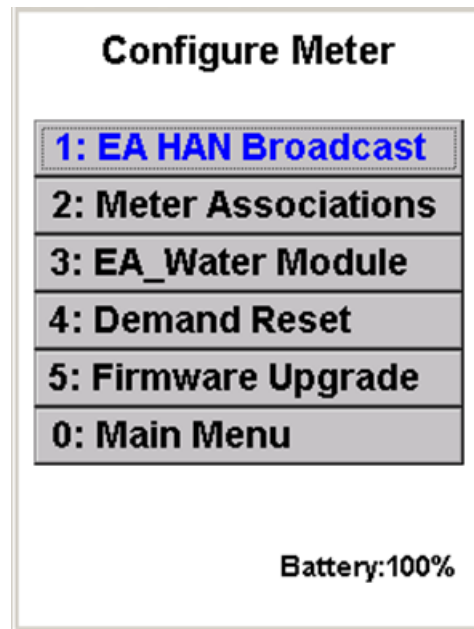 Configure Meter
1: EA HAN Broadcast
2: Meter Associations
3: EA_Water Module
4: Demand Reset
5: Firmware Upgrade
0: Main Menu
Battery:100%